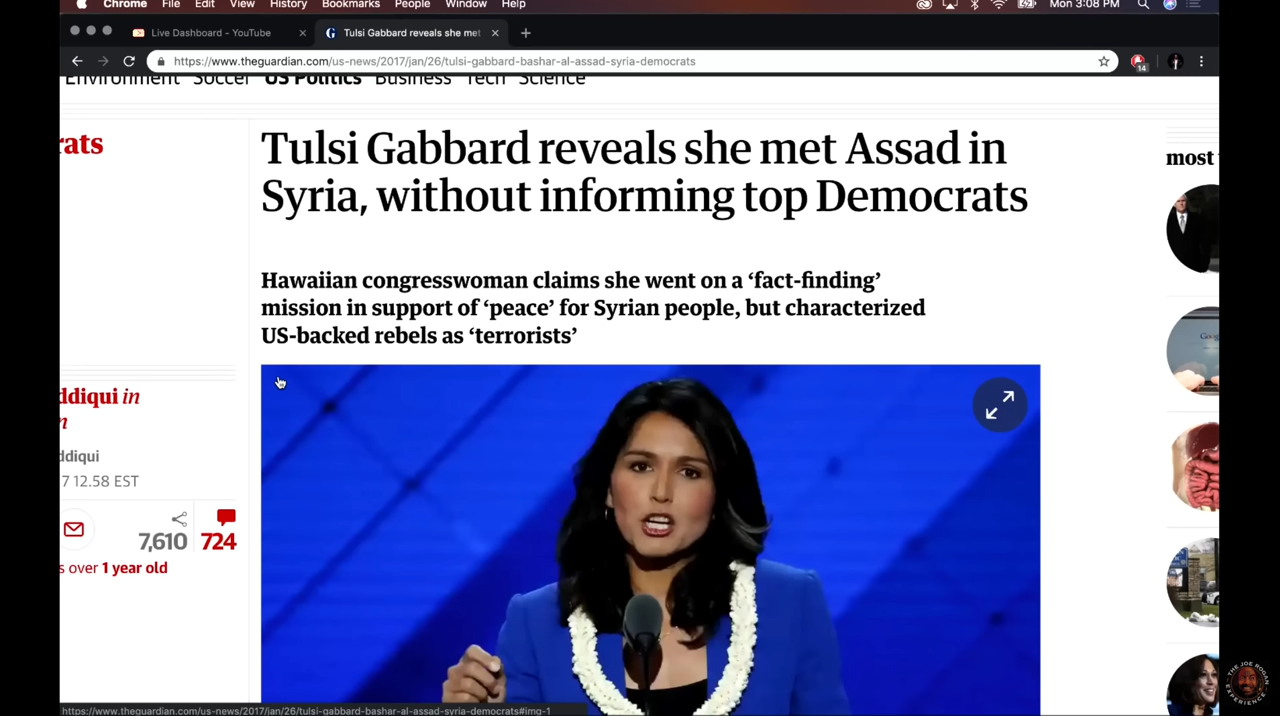 Chrome File Edit View History Bookmarks People Window Help Mon 3:08 PM
Live Dashboard - YouTube
Tulsi Gabbard reveals she met
https://www.theguardian.com/us-news/2017/jan/26/tulsi-gabbard-bashar-al-assad-syria-democrats
14
Environment Soccer US Politics Business Tech Science
rats
Tulsi Gabbard reveals she met Assad in
Syria, without informing top Democrats
most
Hawaiian congresswoman claims she went on a ‘fact-finding’
mission in support of ‘peace’ for Syrian people, but characterized
US-backed rebels as ‘terrorists’
ddiqui in
n
ddiqui
7 12.58 EST
7,610 724
s over 1 year old
https://www.theguardian.com/us-news/2017/jan/26/tulsi-gabbard-bashar-al-assad-syria-democrats#img-1
THE JOE ROGAN
EXPERIENCE